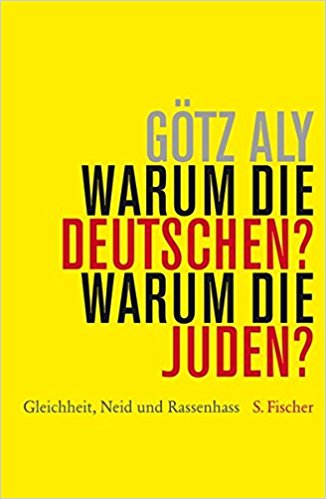 GÖTZ ALY
WARUM DIE
DEUTSCHEN?
WARUM DIE
JUDEN?
Gleichheit, Neid und Rassenhass S. Fischer